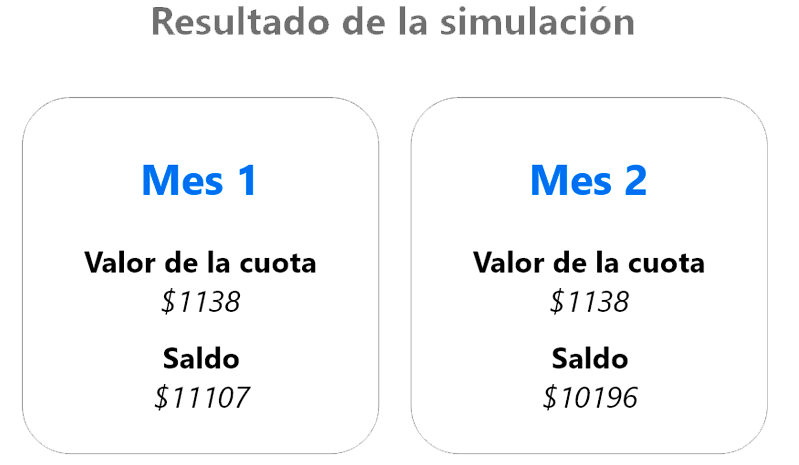 Resultado de la simulación
Mes 1
Valor de la cuota
$1138
Saldo
$11107
Mes 2
Valor de la cuota
$1138
Saldo
$10196